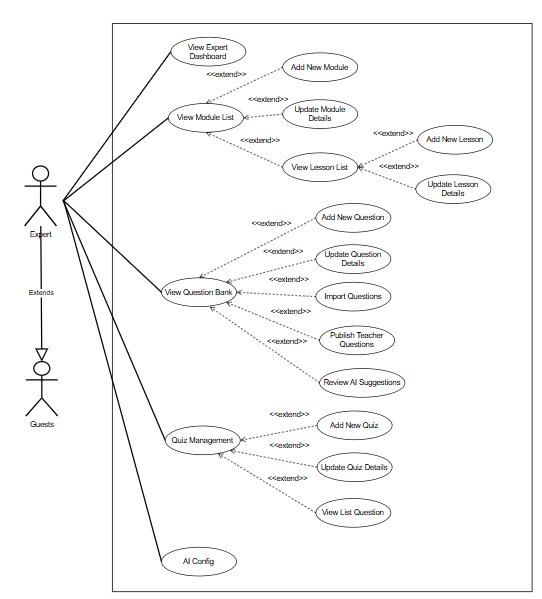 View Expert
Dashboard
<<extend>>
Add New Module
View Module List
<<extend>>
Update Module
Details
<<extend>>
View Lesson List
<<extend>>
Add New Lesson
<<extend>>
Update Lesson
Details
Expert
Extends
Guests
<<extend>>
Add New Question
<<extend>>
Update Question
Details
View Question Bank
<<extend>>
Import Questions
<<extend>>
Publish Teacher
Questions
<<extend>>
Review AI Suggestions
<<extend>>
Add New Quiz
Quiz Management
<<extend>>
Update Quiz Details
<<extend>>
View List Question
AI Config